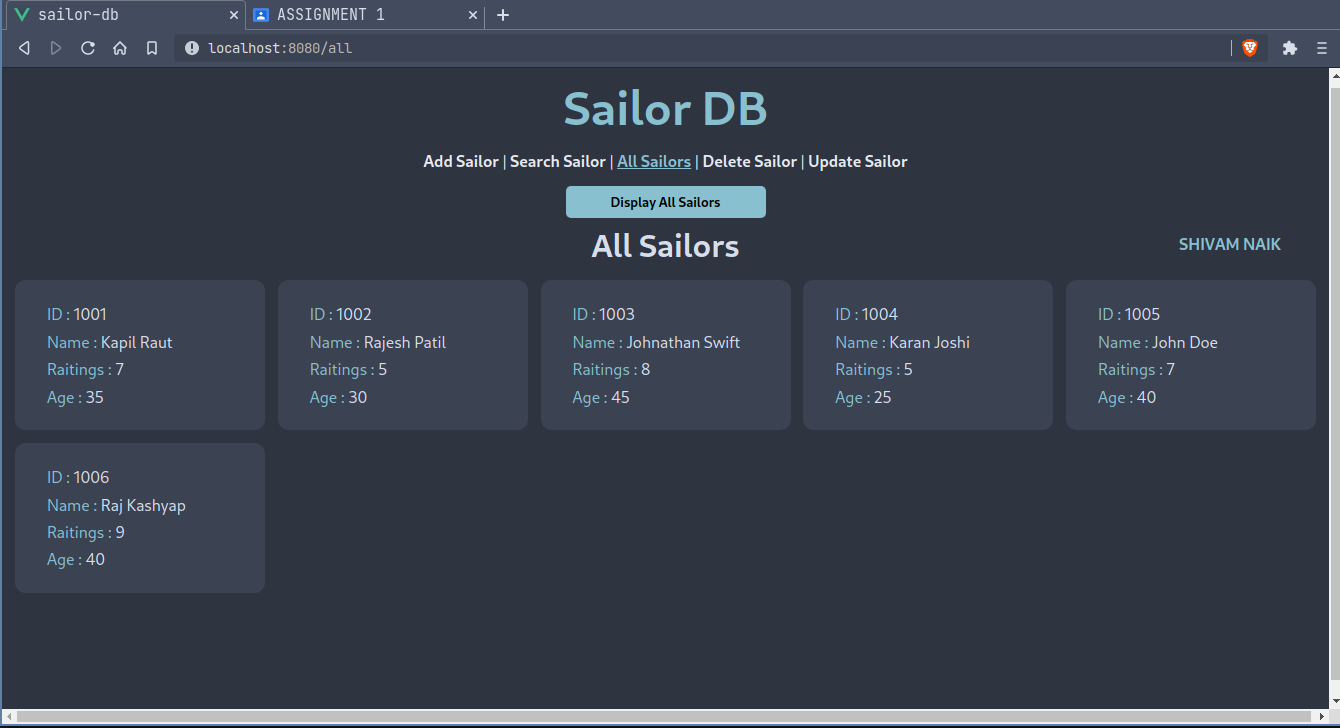 sailor-db
ASSIGNMENT 1
localhost:8080/all
Sailor DB
Add Sailor | Search Sailor | All Sailors | Delete Sailor | Update Sailor
Display All Sailors
All Sailors
SHIVAM NAIK
ID : 1001
Name : Kapil Raut
Raitings : 7
Age : 35
ID : 1002
Name : Rajesh Patil
Raitings : 5
Age : 30
ID : 1003
Name : Johnathan Swift
Raitings : 8
Age : 45
ID : 1004
Name : Karan Joshi
Raitings : 5
Age : 25
ID : 1005
Name : John Doe
Raitings : 7
Age : 40
ID : 1006
Name : Raj Kashyap
Raitings : 9
Age : 40